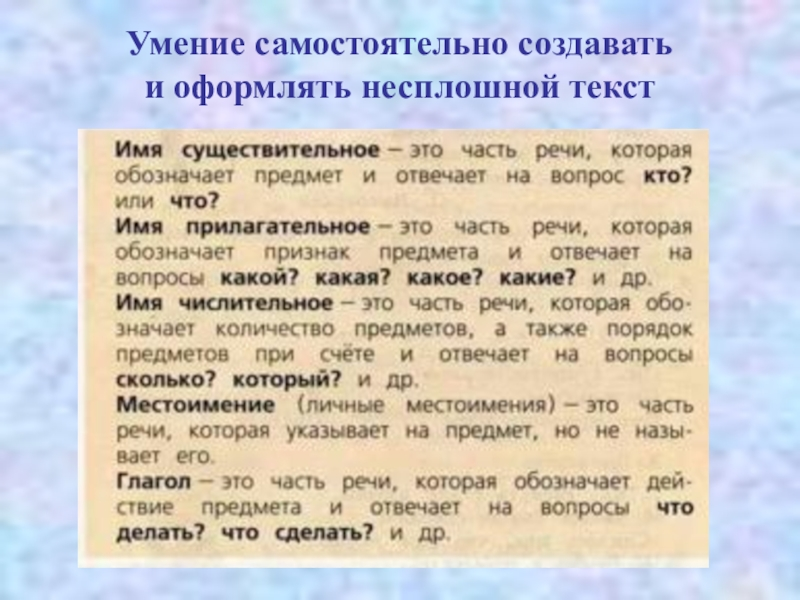 Умение самостоятельно создавать
и оформлять несплошной текст
Имя существительное – это часть речи, которая
обозначает предмет и отвечает на вопрос кто?
или что?
Имя прилагательное – это часть речи, которая
обозначает признак предмета и отвечает на
вопросы какой? какая? какое? какие? и др.
Имя числительное – это часть речи, которая обо-
значает количество предметов, а также порядок
предметов при счёте и отвечает на вопросы
сколько? который? и др.
Местоимение (личные местоимения) – это часть
речи, которая указывает на предмет, но не назы-
вает его.
Глагол – это часть речи, которая обозначает дей-
ствие предмета и отвечает на вопросы что
делать? что сделать? и др.